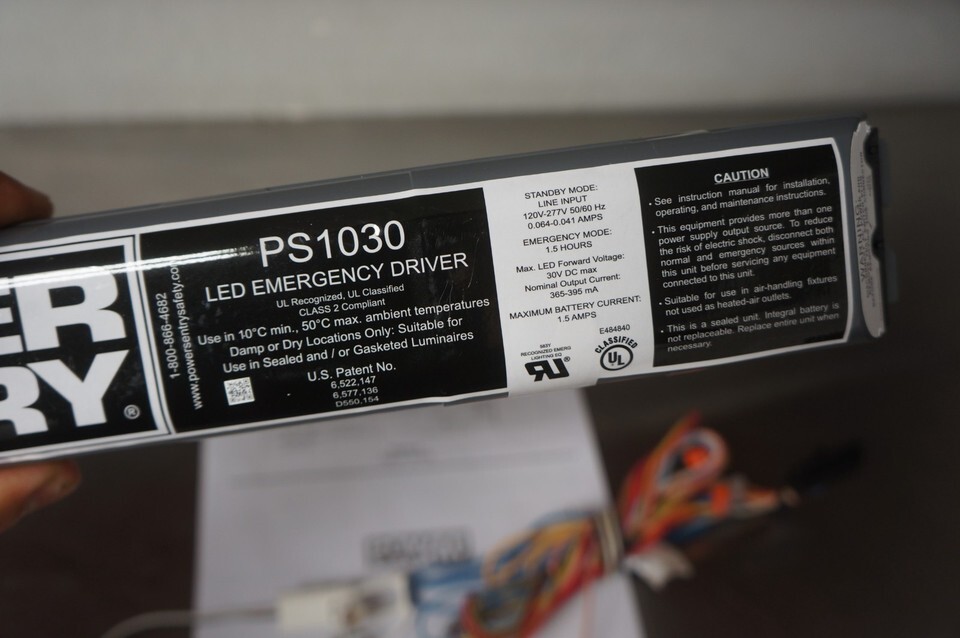 ER
RY
®
1-800-866-4682
www.powersentrysafety.com
PS1030
LED EMERGENCY DRIVER
UL Recognized, UL Classified
CLASS 2 Compliant
Use in 10°C min., 50°C max. ambient temperatures
Damp or Dry Locations Only: Suitable for
Use in Sealed and / or Gasketed Luminaires
U.S. Patent No.
6,522,147
6,577,136
D550,154
STANDBY MODE:
LINE INPUT
120V-277V 50/60 Hz
0.064-0.041 AMPS
EMERGENCY MODE:
1.5 HOURS
Max. LED Forward Voltage:
30V DC max
Nominal Output Current:
365-395 mA
MAXIMUM BATTERY CURRENT:
1.5 AMPS
RECOGNIZED EMERG
LIGHTING EQ
RU
®
E484840
CLASSIFIED
UL
CAUTION
• See instruction manual for installation,
operating, and maintenance instructions.
• This equipment provides more than one
power supply output source. To reduce
the risk of electric shock, disconnect both
normal and emergency sources within
this unit before servicing any equipment
connected to this unit.
• Suitable for use in air-handling fixtures
not used as heated-air outlets.
• This is a sealed unit. Integral battery is
not replaceable. Replace entire unit when
necessary.